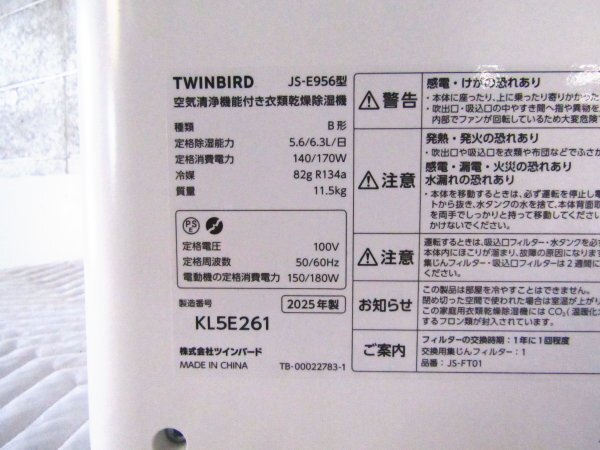 TWINBIRD JS-E956型
空気清浄機能付き衣類乾燥除湿機
種類 B形
定格除湿能力 5.6/6.3L/日
定格消費電力 140/170W
冷媒 82g R134a
質量 11.5kg
PS
E
定格電圧 100V
定格周波数 50/60Hz
電動機の定格消費電力 150/180W
製造番号 2025年製
KL5E261
株式会社ツインバード
MADE IN CHINA TB-00022783-1
警告
感電・けがの恐れあり
・本体に座ったり、上に乗ったり寄りかかった
・吹出口・吸込口の中やすき間へ指や異物を
内部でファンが回転しているため大変危険
注意
発熱・発火の恐れあり
・吹出口や吸込口を衣類や布団などでふさか
感電・漏電・火災の恐れあり
水漏れの恐れあり
・本体を移動するときは、必ず運転を停止し電
トから抜き、水タンクの水を捨て、本体背面取
を両手でしっかりと持って移動してください
かけないでください
注意
運転するときは、吸込口フィルター・水タンクを必ず
本体内にほこりが溜まり、故障の原因になります
集じんフィルター・吸込口フィルターは2週間に
お知らせ
この製品は部屋を冷やすことはできません。
閉め切った空間で使われた場合は室温が上がり
この家庭用衣類乾燥除湿機には CO₂(温暖化
するフロン類が封入されています。
ご案内
フィルターの交換時期:1年に1回程度
交換用集じんフィルター:1
品番:JS-FT01